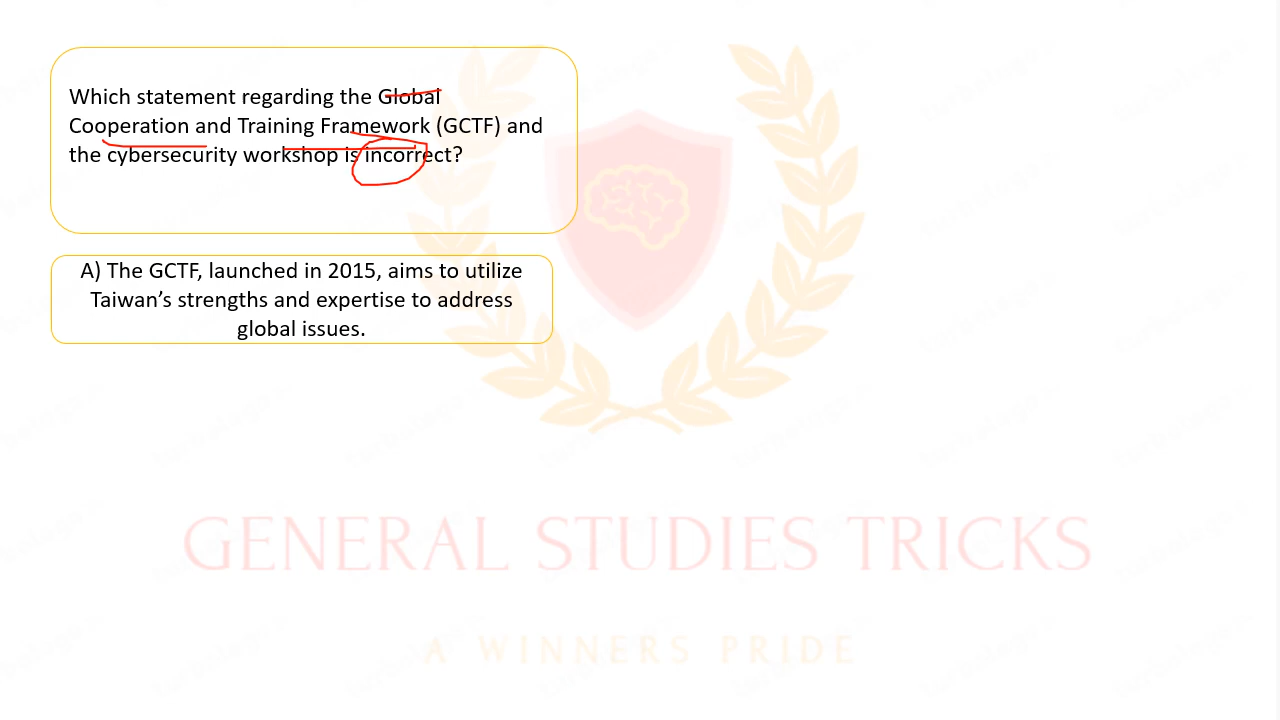 Which statement regarding the Global
Cooperation and Training Framework (GCTF) and
the cybersecurity workshop is incorrect?
A) The GCTF, launched in 2015, aims to utilize
Taiwan’s strengths and expertise to address
global issues.
GENERAL STUDIES TRICKS
A WINNERS PRIDE